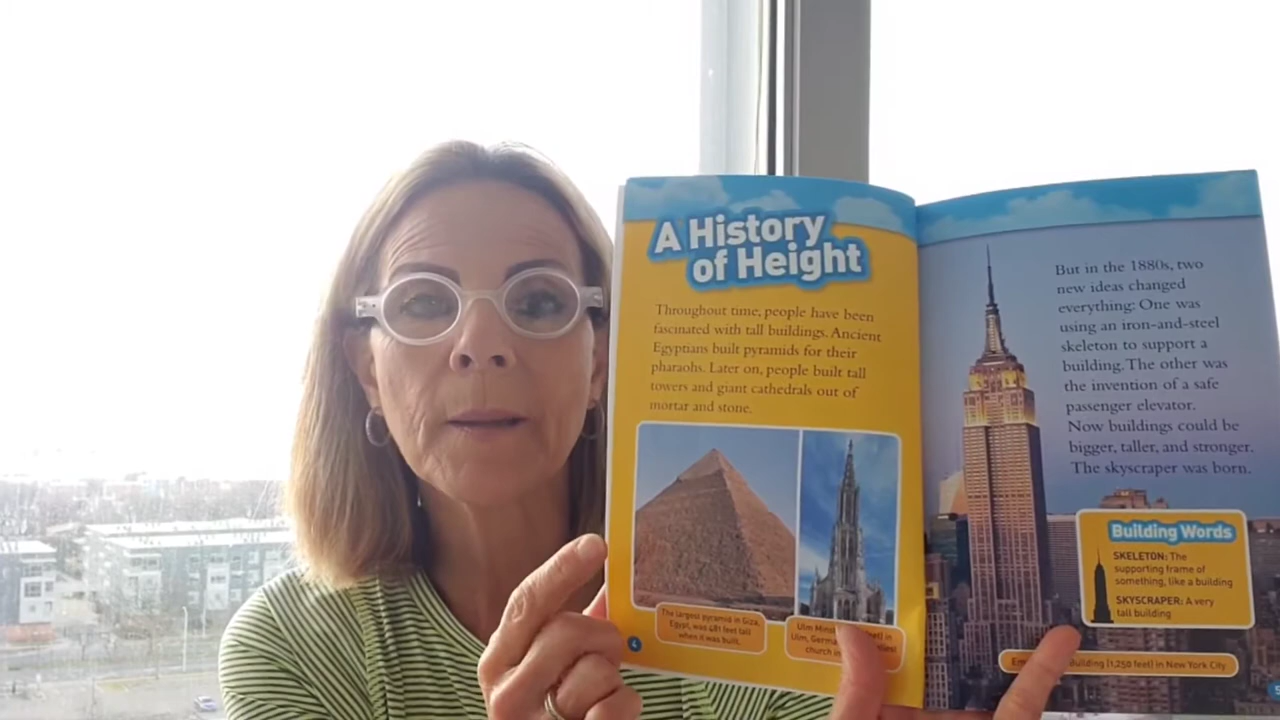 A History
of Height
Throughout time, people have been
fascinated with tall buildings. Ancient
Egyptians built pyramids for their
pharaohs. Later on, people built tall
towers and giant cathedrals out of
mortar and stone.
The largest pyramid in Giza,
Egypt, was 481 feet tall
when it was built.
Ulm
Ulm,
church in
4
But in the 1880s, two
new ideas changed
everything: One was
using an iron-and-steel
skeleton to support a
building. The other was
the invention of a safe
passenger elevator.
Now buildings could be
bigger, taller, and stronger.
The skyscraper was born.
Building Words
SKELETON: The
supporting frame of
something, like a building
SKYSCRAPER: A very
tall building
Building (1,250 feet) in New York City
5